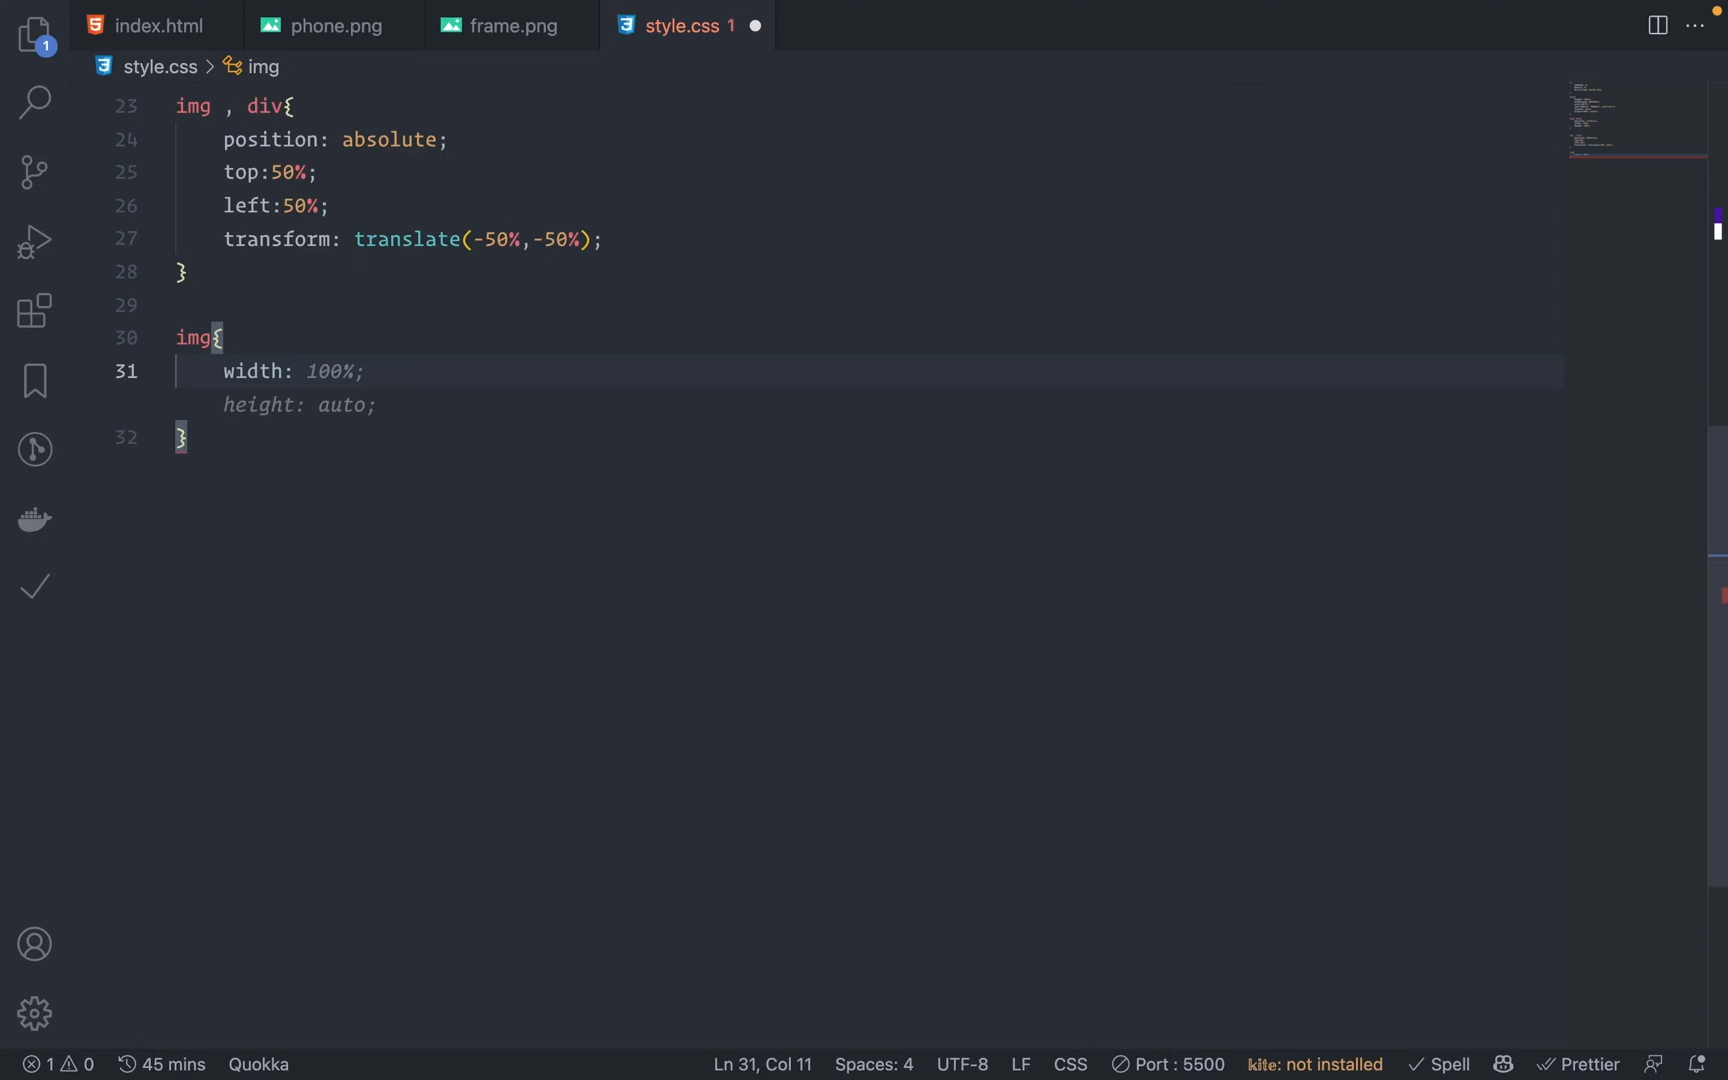 1
index.html
phone.png
frame.png
style.css 1
style.css > img
23 img , div{
24 position: absolute;
25 top:50%;
26 left:50%;
27 transform: translate(-50%,-50%);
28 }
29
30 img{
31 width: 100%;
height: auto;
32 }
1 0 45 mins Quokka Ln 31, Col 11 Spaces: 4 UTF-8 LF CSS Port : 5500 kite: not installed Spell Prettier